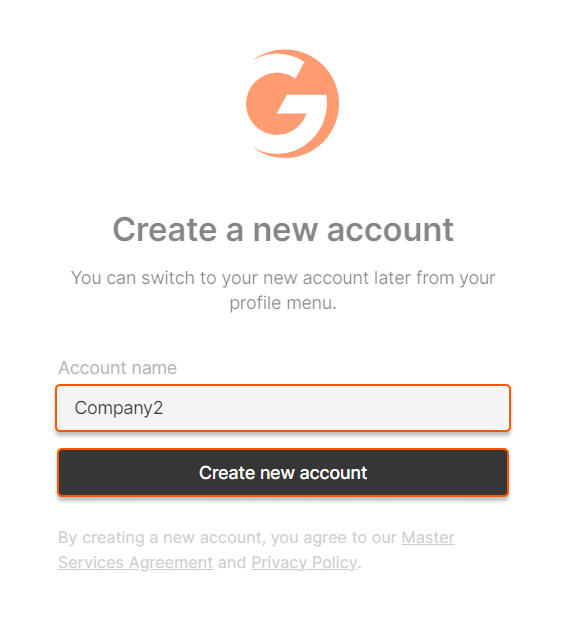 Create a new account
You can switch to your new account later from your
profile menu.
Account name
Company2
Create new account
By creating a new account, you agree to our Master
Services Agreement and Privacy Policy.